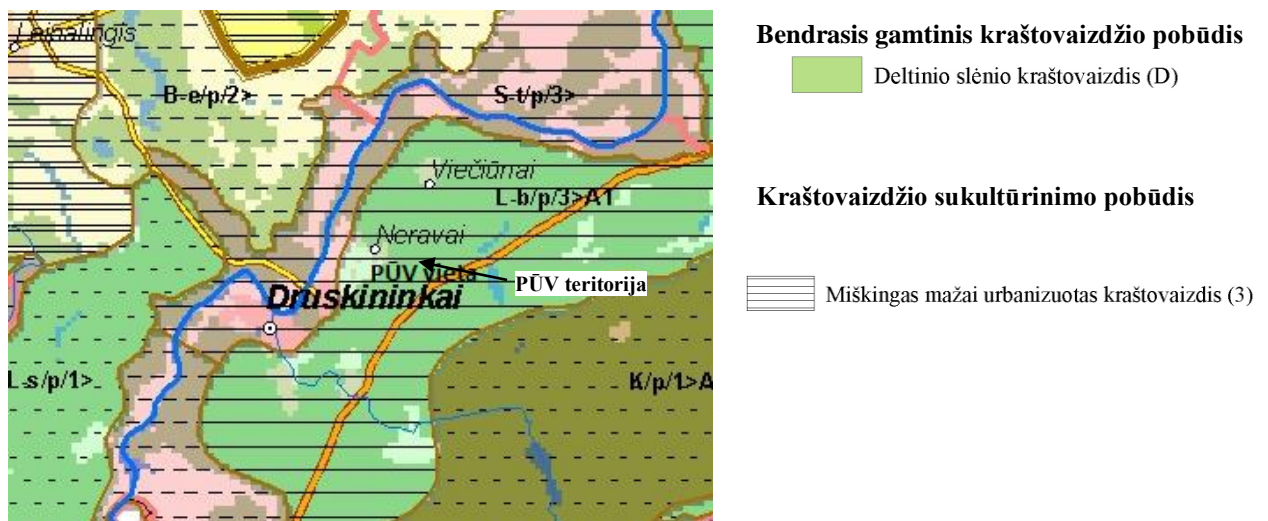 Leipalingis
B-e/p/2>
S-t/p/3>
Viečiūnai
L-b/p/3>A1
Neravai
PŪV vieta
PŪV teritorija
Druskininkai
L-s/p/1>
K/p/1>A
Bendrasis gamtinis kraštovaizdžio pobūdis
Deltinio slėnio kraštovaizdis (D)
Kraštovaizdžio sukultūrinimo pobūdis
Miškingas mažai urbanizuotas kraštovaizdis (3)